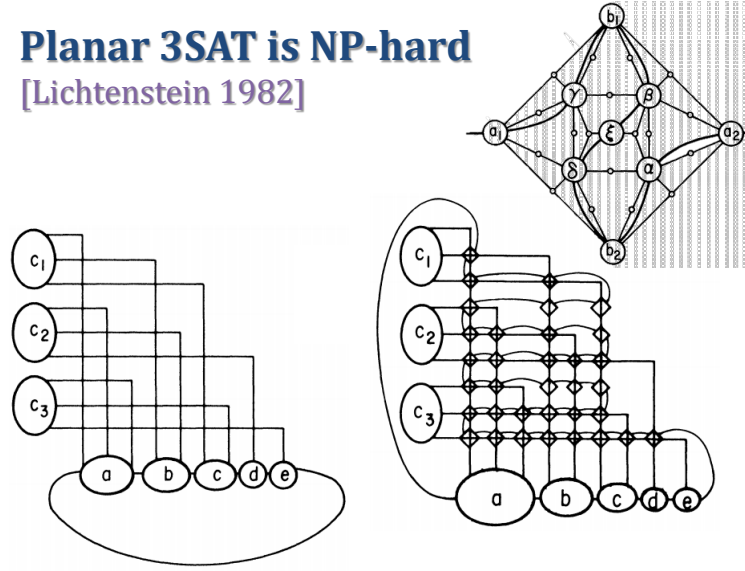 Planar 3SAT is NP-hard
[Lichtenstein 1982]
b₁
γ
β
a₁
ξ
a₂
δ
α
b₂
c₁
c₂
c₃
a
b
c
d
e
c₁
c₂
c₃
a
b
c
d
e